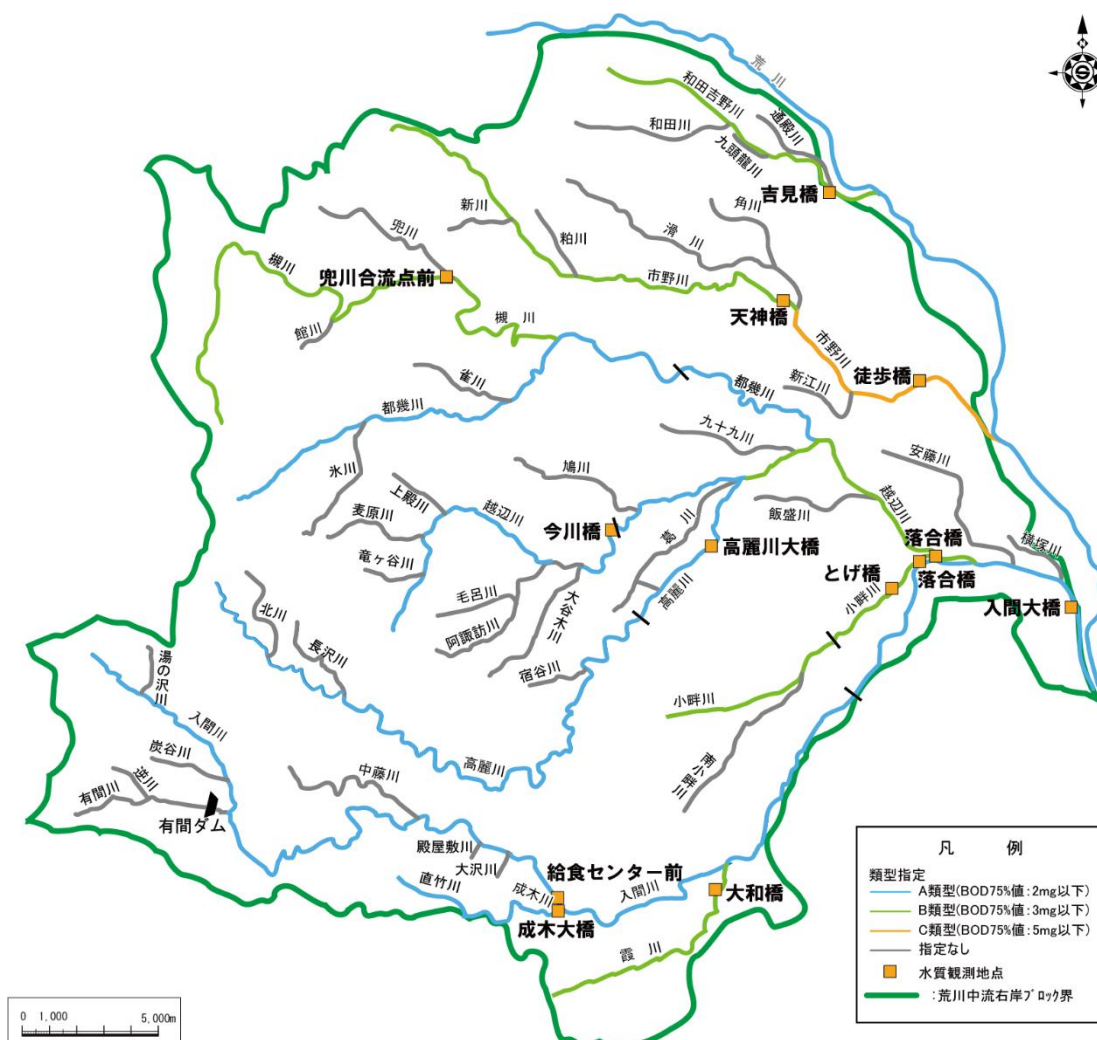 荒川
和田吉野川
通殿川
和田川
九頭龍川
吉見橋
角川
新川
兜川
粕川
滑川
槻川
兜川合流点前
市野川
天神橋
館川
槻川
市野川
徒歩橋
雀川
都幾川
新江川
都幾川
九十九川
安藤川
氷川
上殿川
鳩川
越辺川
麦原川
越辺川
今川橋
葛川
飯盛川
高麗川大橋
落合橋
横塚川
竜ヶ谷川
とげ橋
落合橋
毛呂川
大谷木川
高麗川
小畔川
入間大橋
北川
阿諏訪川
長沢川
宿谷川
湯の沢川
小畔川
入間川
高麗川
南小畔川
炭谷川
中藤川
逆川
有間川
有間ダム
殿屋敷川
大沢川
給食センター前
直竹川
成木川
入間川
大和橋
成木大橋
霞川
凡例
類型指定
A類型(BOD75%値:2mg以下)
B類型(BOD75%値:3mg以下)
C類型(BOD75%値:5mg以下)
指定なし
水質観測地点
:荒川中流右岸ブロック界
0 1,000 5,000m